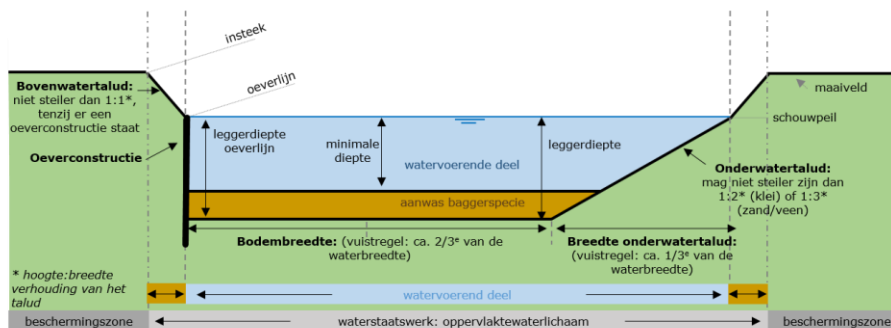 insteek
Bovenwatertalud:
niet steiler dan 1:1*,
tenzij er een
oeverconstructie staat
oeverlijn
maaiveld
schouwpeil
Oeverconstructie
leggerdiepte
oeverlijn
minimale
diepte
watervoerende deel
leggerdiepte
Onderwatertalud:
mag niet steiler zijn dan
1:2* (klei) of 1:3*
(zand/veen)
aanwas baggerspecie
Bodembreedte: (vuistregel: ca. 2/3e van de
waterbreedte)
Breedte onderwatertalud:
(vuistregel: ca. 1/3e van de
waterbreedte)
* hoogte:breedte
verhouding van het
talud
watervoerend deel
beschermingszone
waterstaatswerk: oppervlaktewaterlichaam
beschermingszone